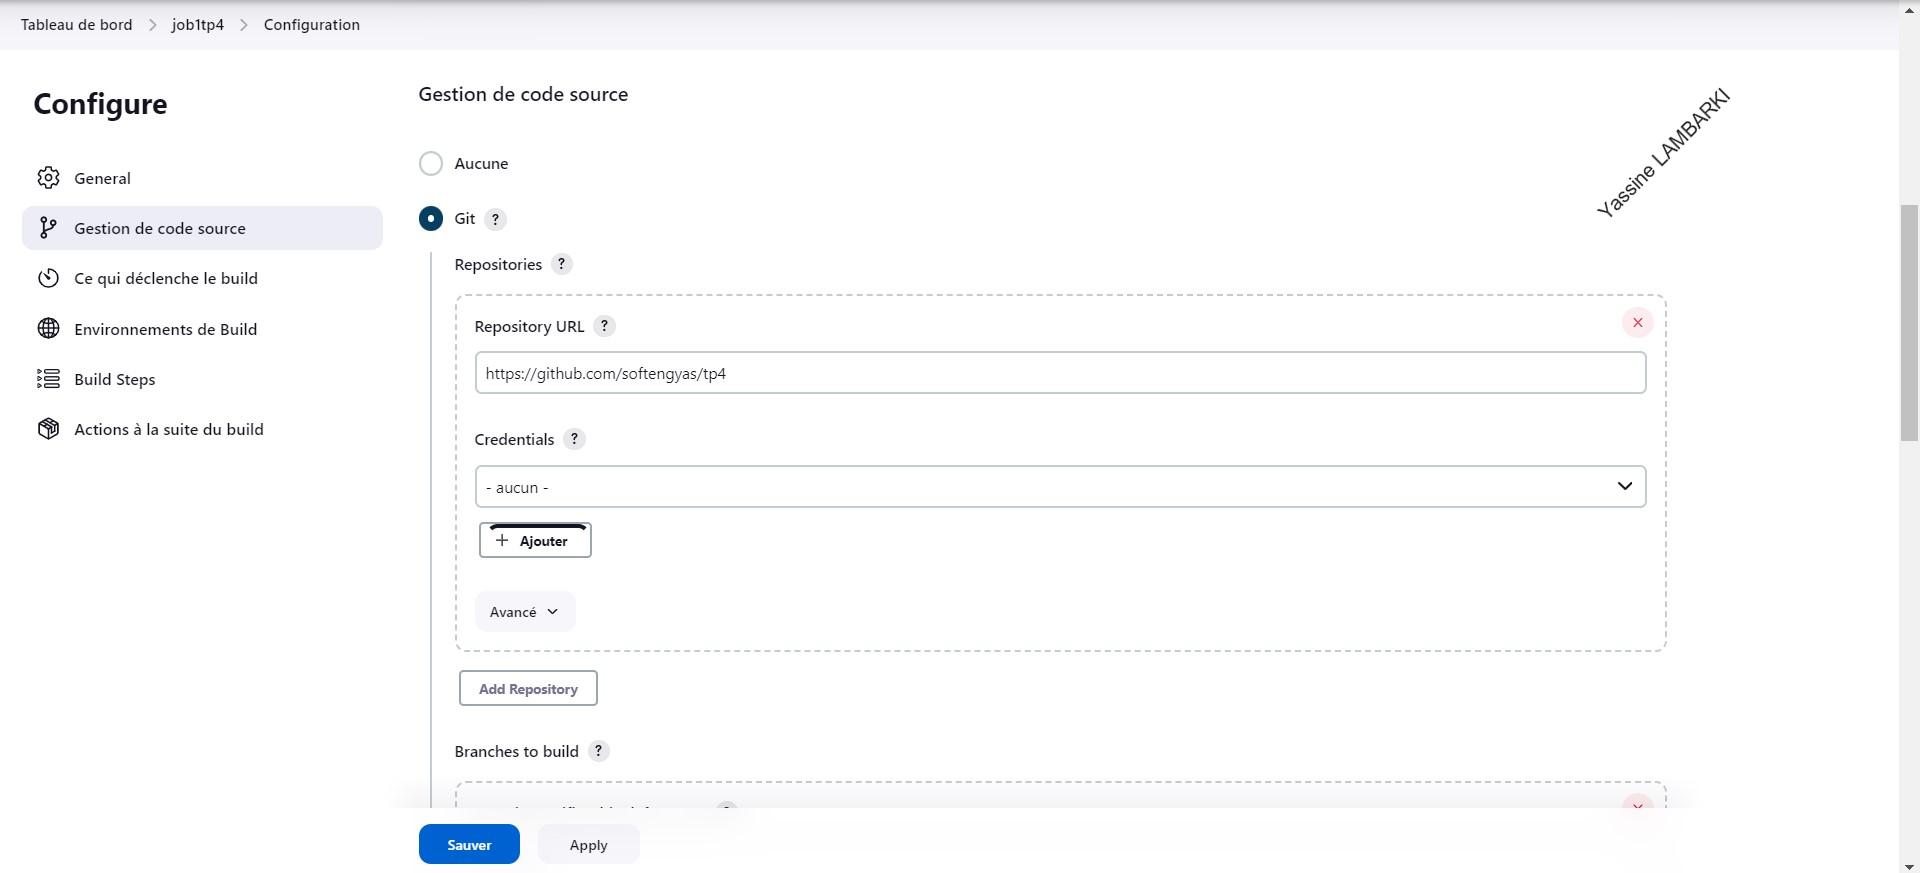 Tableau de bord > job1tp4 > Configuration
Configure
General
Gestion de code source
Ce qui déclenche le build
Environnements de Build
Build Steps
Actions à la suite du build
Gestion de code source
Yassine LAMBARKI
Aucune
Git ?
Repositories ?
Repository URL ?
https://github.com/softengyas/tp4
Credentials ?
- aucun -
+ Ajouter
Avancé
Add Repository
Branches to build ?
Sauver
Apply